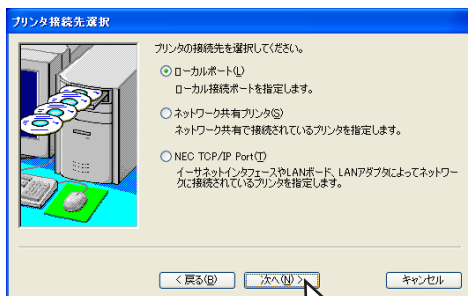 プリンタ接続先選択
プリンタの接続先を選択してください。
ローカルポート(L)
ローカル接続ポートを指定します。
ネットワーク共有プリンタ(S)
ネットワーク共有で接続されているプリンタを指定します。
NEC TCP/IP Port(T)
イーサネットインタフェースやLANボード、LANアダプタによってネットワー
クに接続されているプリンタを指定します。
< 戻る(B)
次へ(N) >
キャンセル